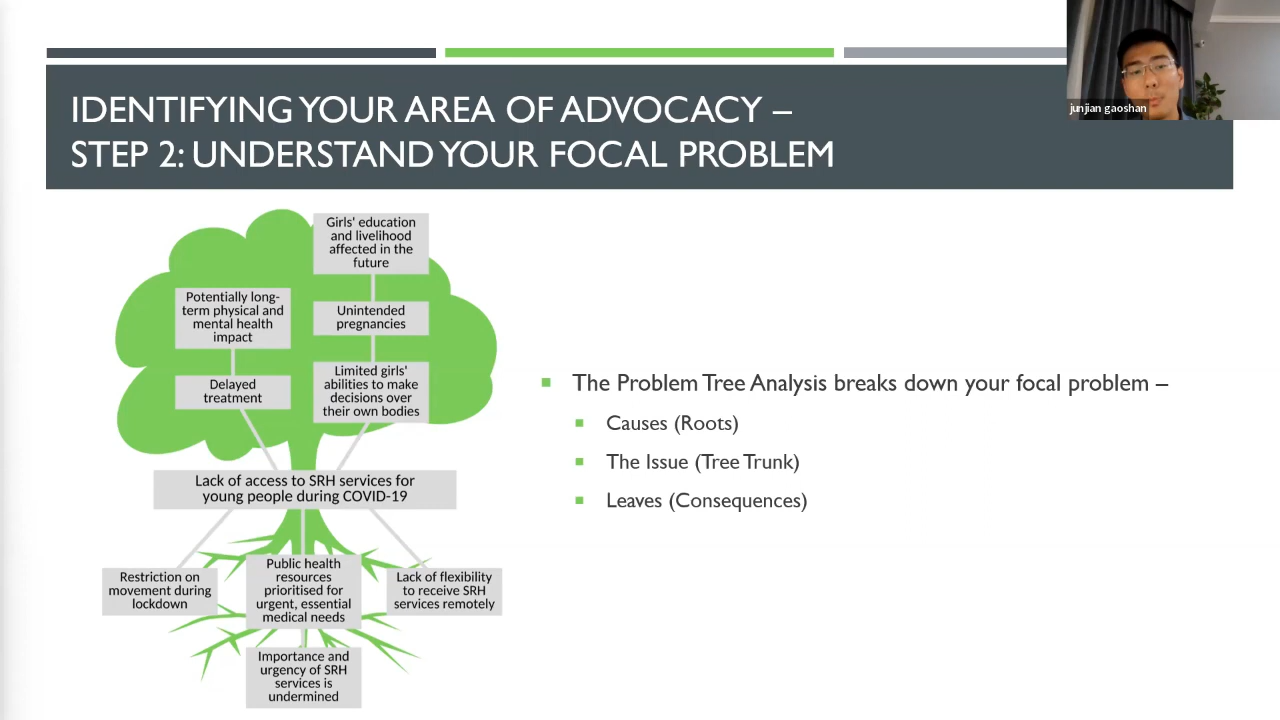 IDENTIFYING YOUR AREA OF ADVOCACY –
STEP 2: UNDERSTAND YOUR FOCAL PROBLEM
junjian gaoshan
Girls' education
and livelihood
affected in the
future
Potentially long-
term physical and
mental health
impact
Unintended
pregnancies
Delayed
treatment
Limited girls'
abilities to make
decisions over
their own bodies
Lack of access to SRH services for
young people during COVID-19
Restriction on
movement during
lockdown
Public health
resources
prioritised for
urgent, essential
medical needs
Lack of flexibility
to receive SRH
services remotely
Importance and
urgency of SRH
services is
undermined
The Problem Tree Analysis breaks down your focal problem –
Causes (Roots)
The Issue (Tree Trunk)
Leaves (Consequences)